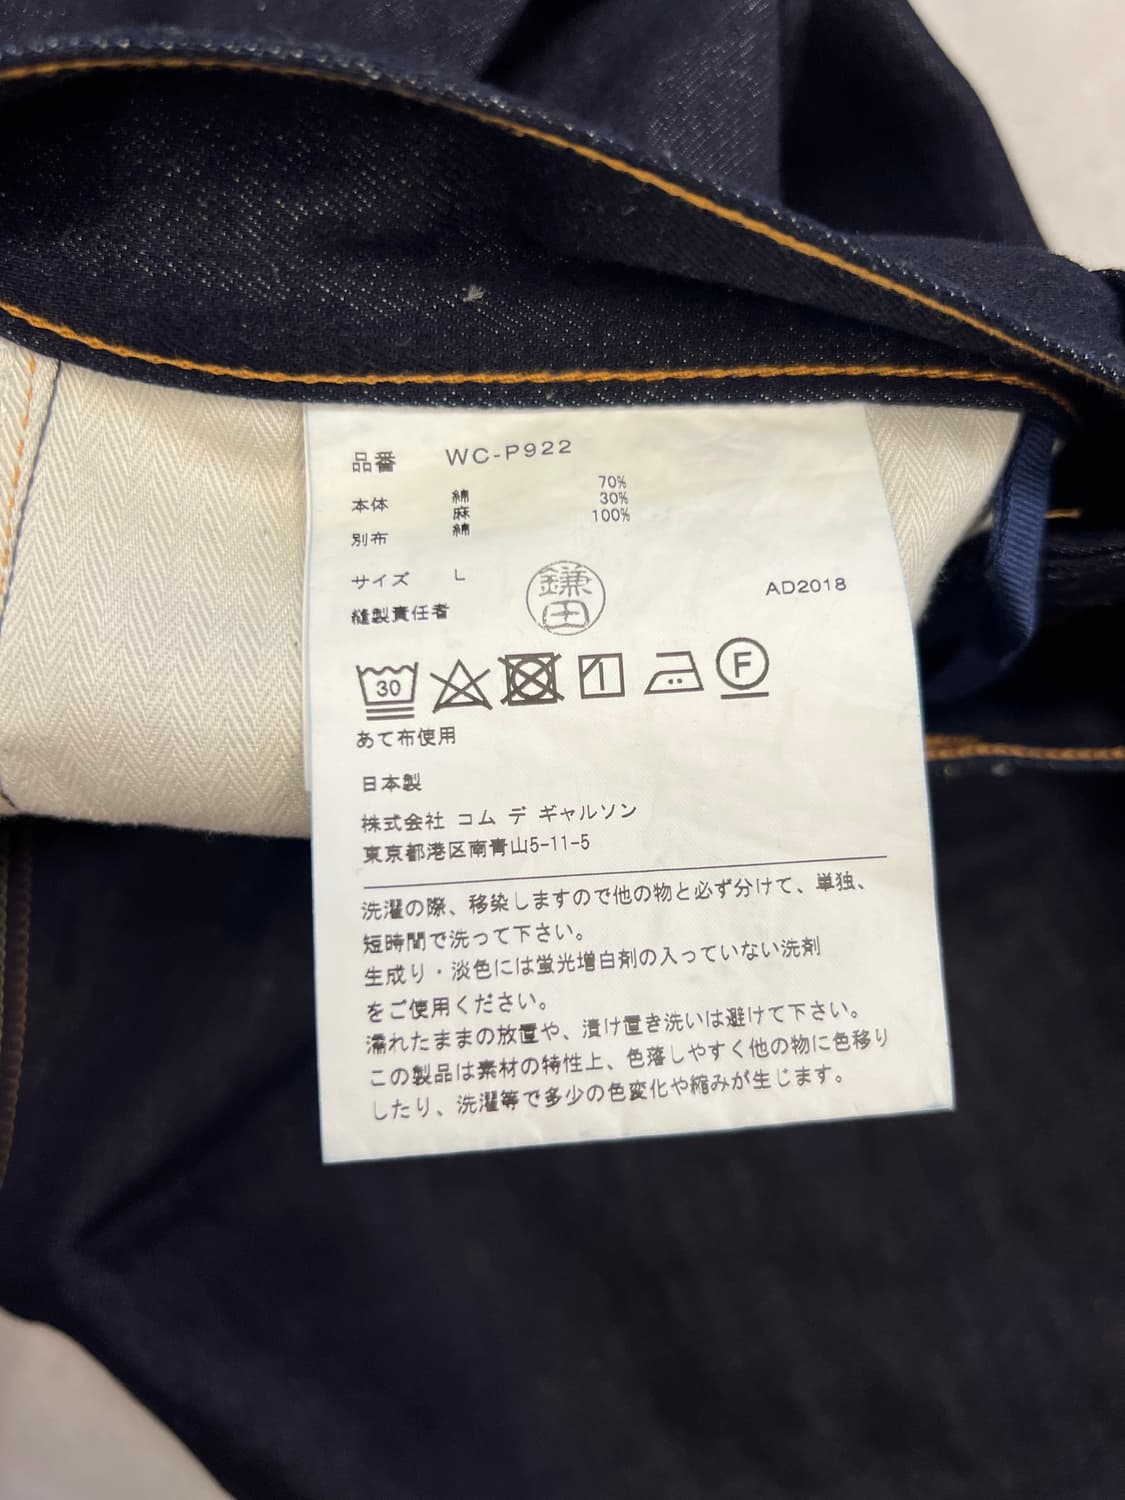 品番 WC-P922
本体 綿 70%
麻 30%
別布 綿 100%
サイズ L
縫製責任者 鎌田 AD2018
30 F
あて布使用
日本製
株式会社 コム デ ギャルソン
東京都港区南青山5-11-5
洗濯の際、移染しますので他の物と必ず分けて、単独、
短時間で洗って下さい。
生成り・淡色には蛍光増白剤の入っていない洗剤
をご使用ください。
濡れたままの放置や、漬け置き洗いは避けて下さい。
この製品は素材の特性上、色落しやすく他の物に色移り
したり、洗濯等で多少の色変化や縮みが生じます。